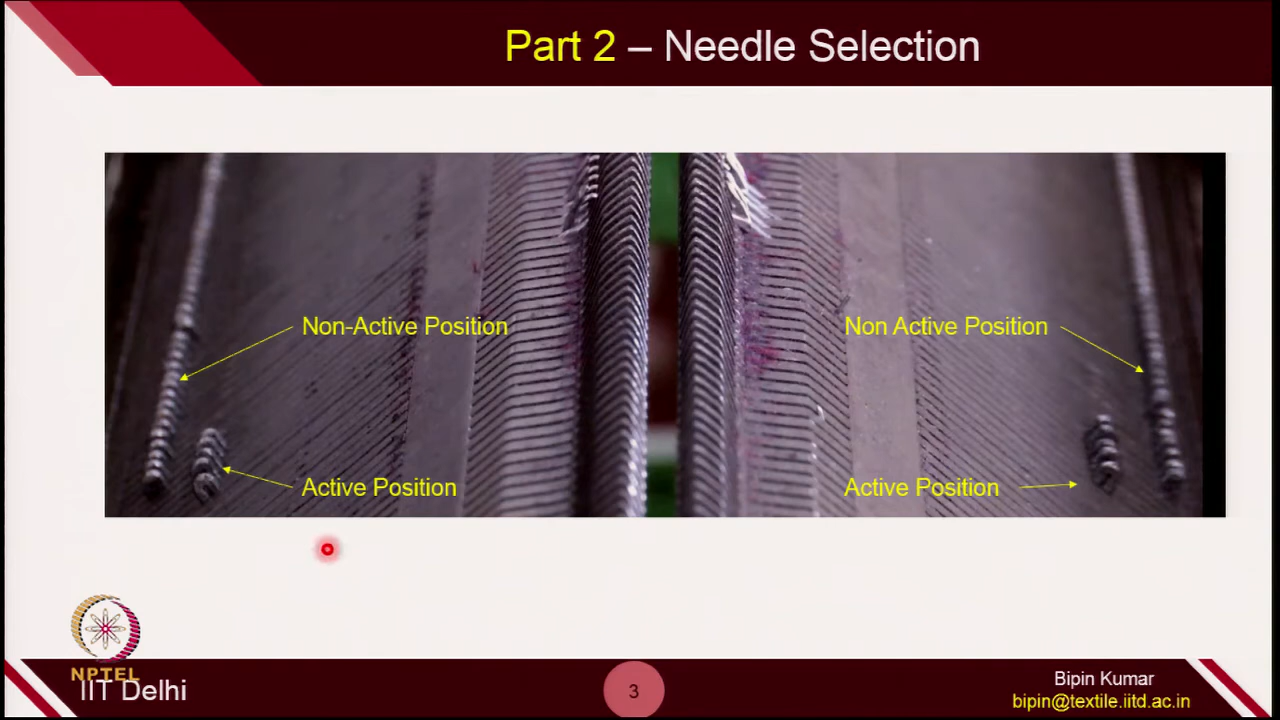 Part 2 – Needle Selection
Non-Active Position
Non Active Position
Active Position
Active Position
NPTEL
IIT Delhi
3
Bipin Kumar
bipin@textile.iitd.ac.in